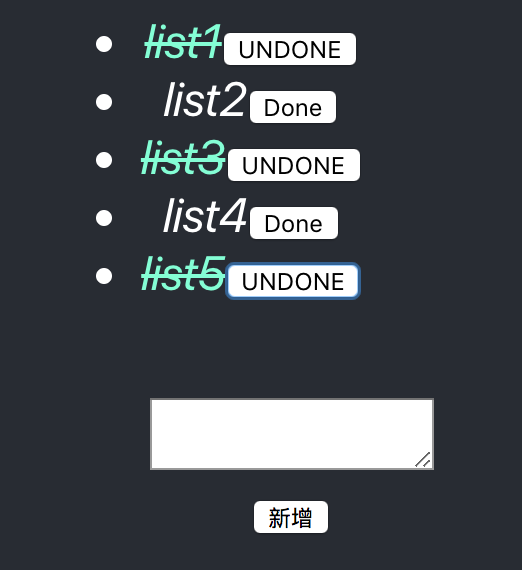 list1 UNDONE
list2 Done
list3 UNDONE
list4 Done
list5 UNDONE
新增